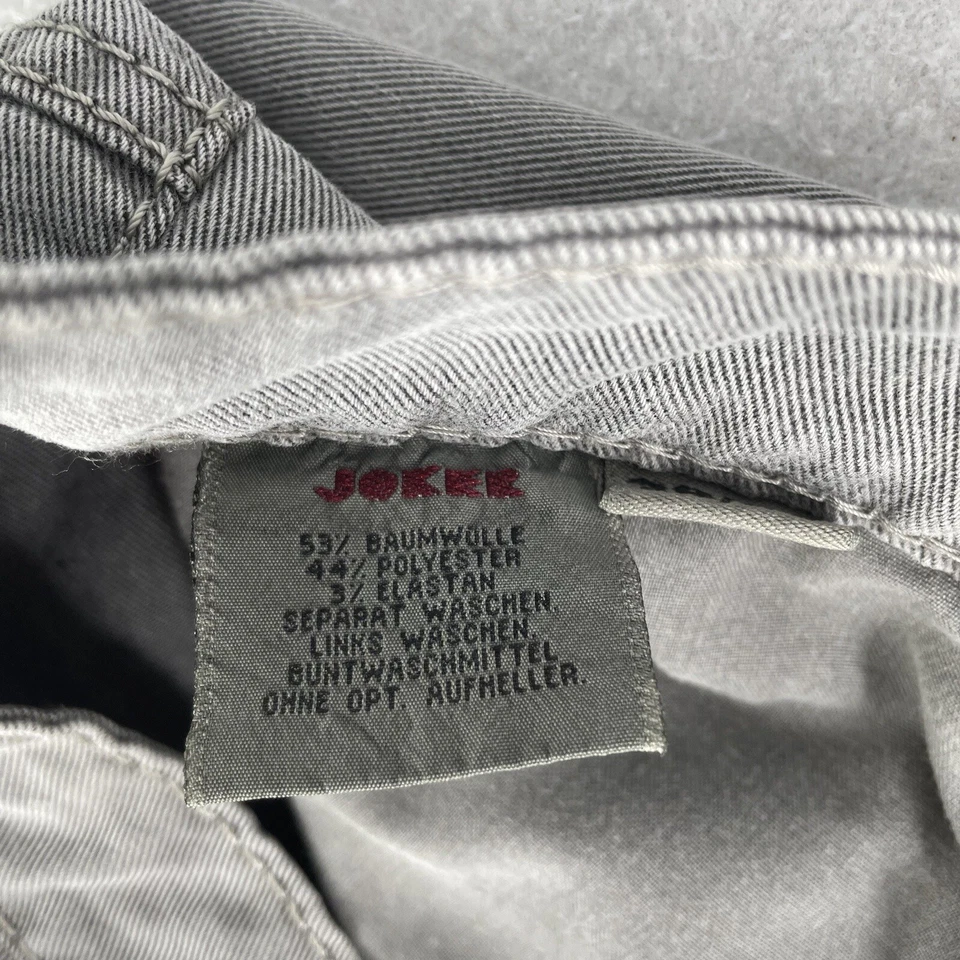 JOKER
53% BAUMWOLLE
44% POLYESTER
3% ELASTAN
SEPARAT WASCHEN.
LINKS WASCHEN.
BUNTWASCHMITTEL
OHNE OPT. AUFHELLER.